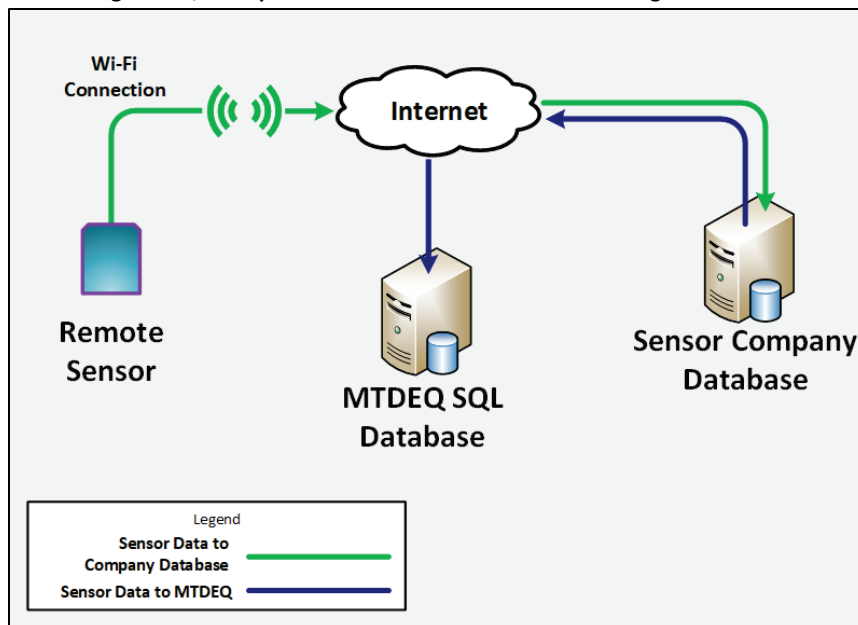 Wi-Fi
Connection
Internet
Remote
Sensor
MTDEQ SQL
Database
Sensor Company
Database
Legend
Sensor Data to
Company Database
Sensor Data to MTDEQ